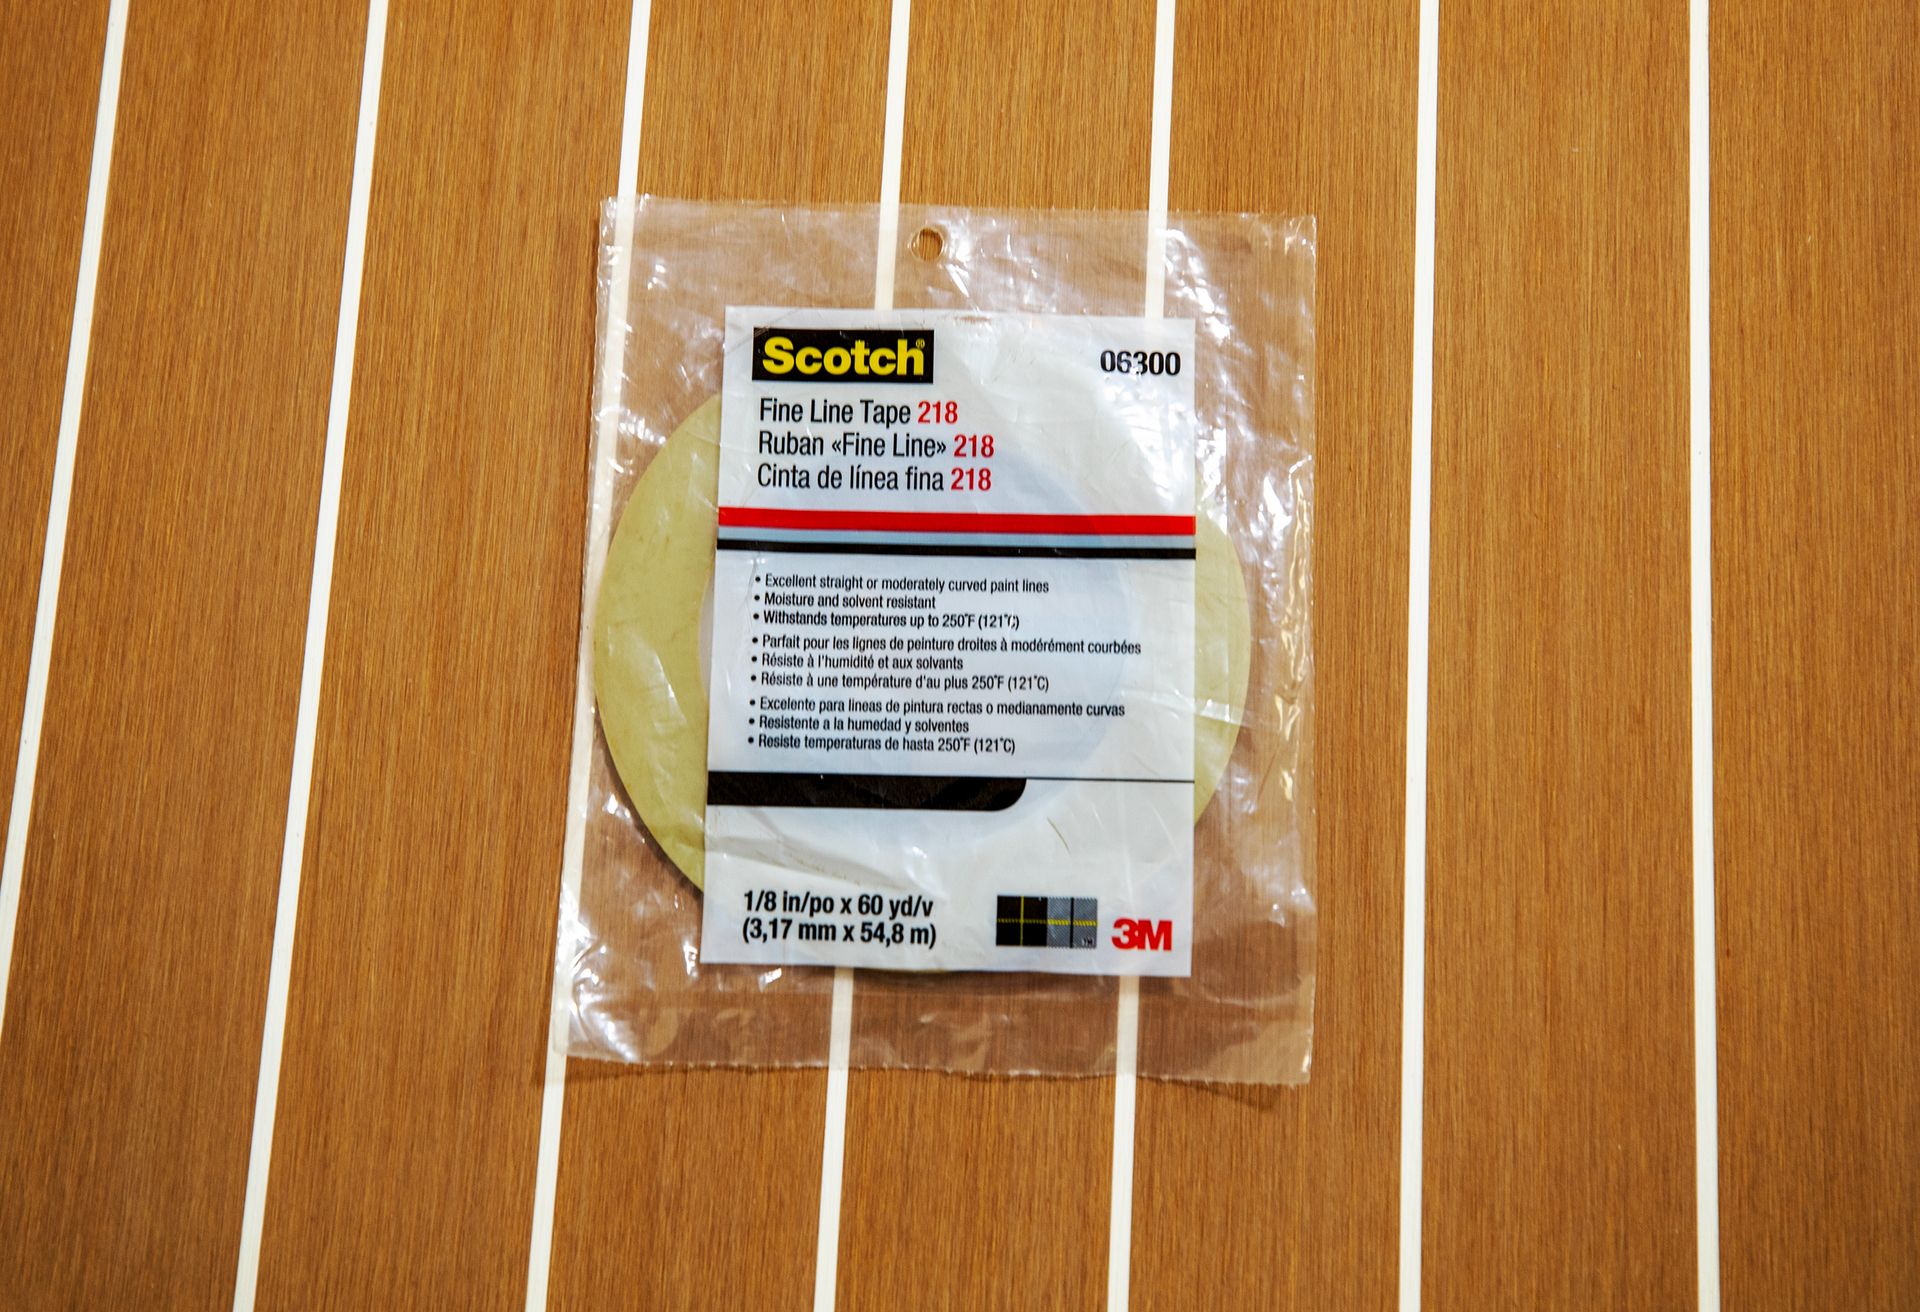 Scotch®
06300
Fine Line Tape 218
Ruban «Fine Line» 218
Cinta de línea fina 218
• Excellent straight or moderately curved paint lines
• Moisture and solvent resistant
• Withstands temperatures up to 250°F (121°C)
• Parfait pour les lignes de peinture droites à modérément courbées
• Résiste à l'humidité et aux solvants
• Résiste à une température d'au plus 250°F (121°C)
• Excelente para lineas de pintura rectas o medianamente curvas
• Resistente a la humedad y solventes
• Resiste temperaturas de hasta 250°F (121°C)
1/8 in/po x 60 yd/v
(3,17 mm x 54,8 m)
TM
3M